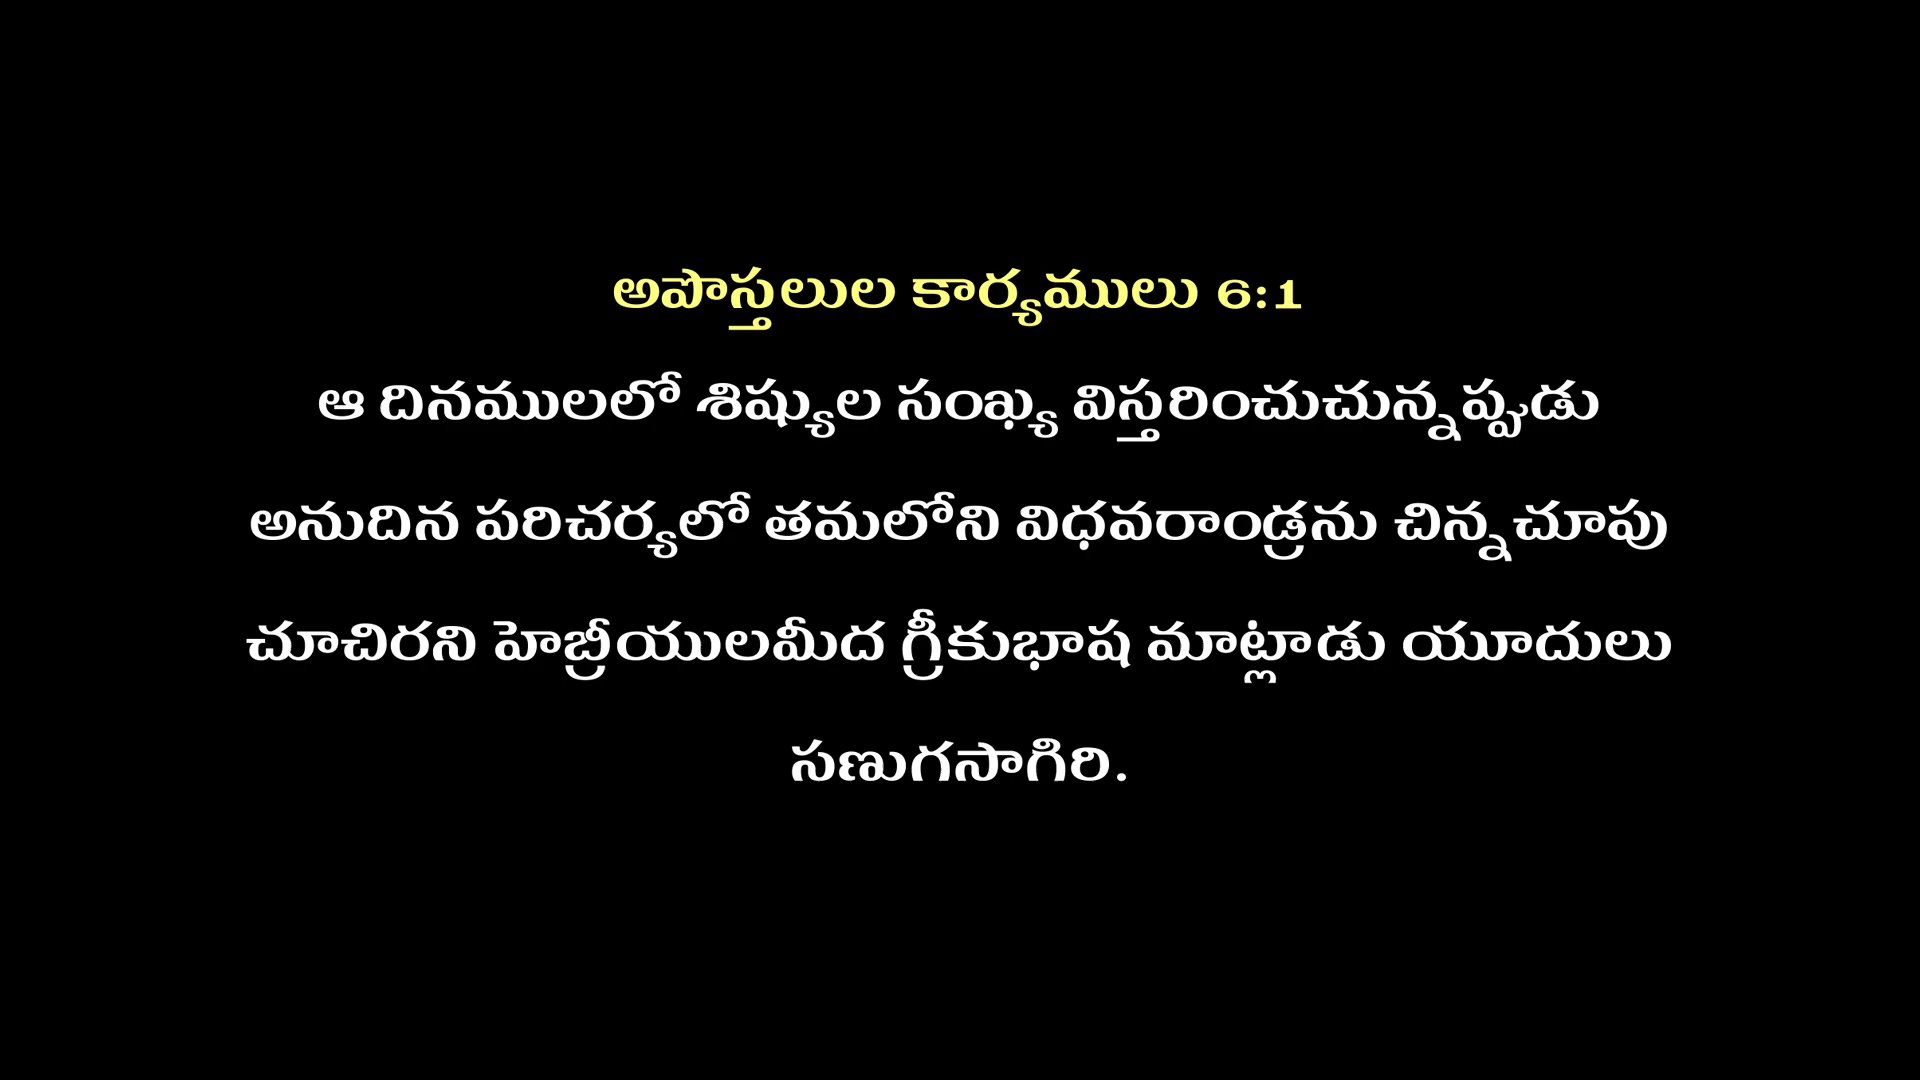 అపొస్తలుల కార్యములు 6:1
ఆ దినములలో శిష్యుల సంఖ్య విస్తరించుచున్నప్పుడు
అనుదిన పరిచర్యలో తమలోని విధవరాండ్రను చిన్నచూపు
చూచిరని హెబ్రీయులమీద గ్రీకుభాష మాట్లాడు యూదులు
సణుగసాగిరి.